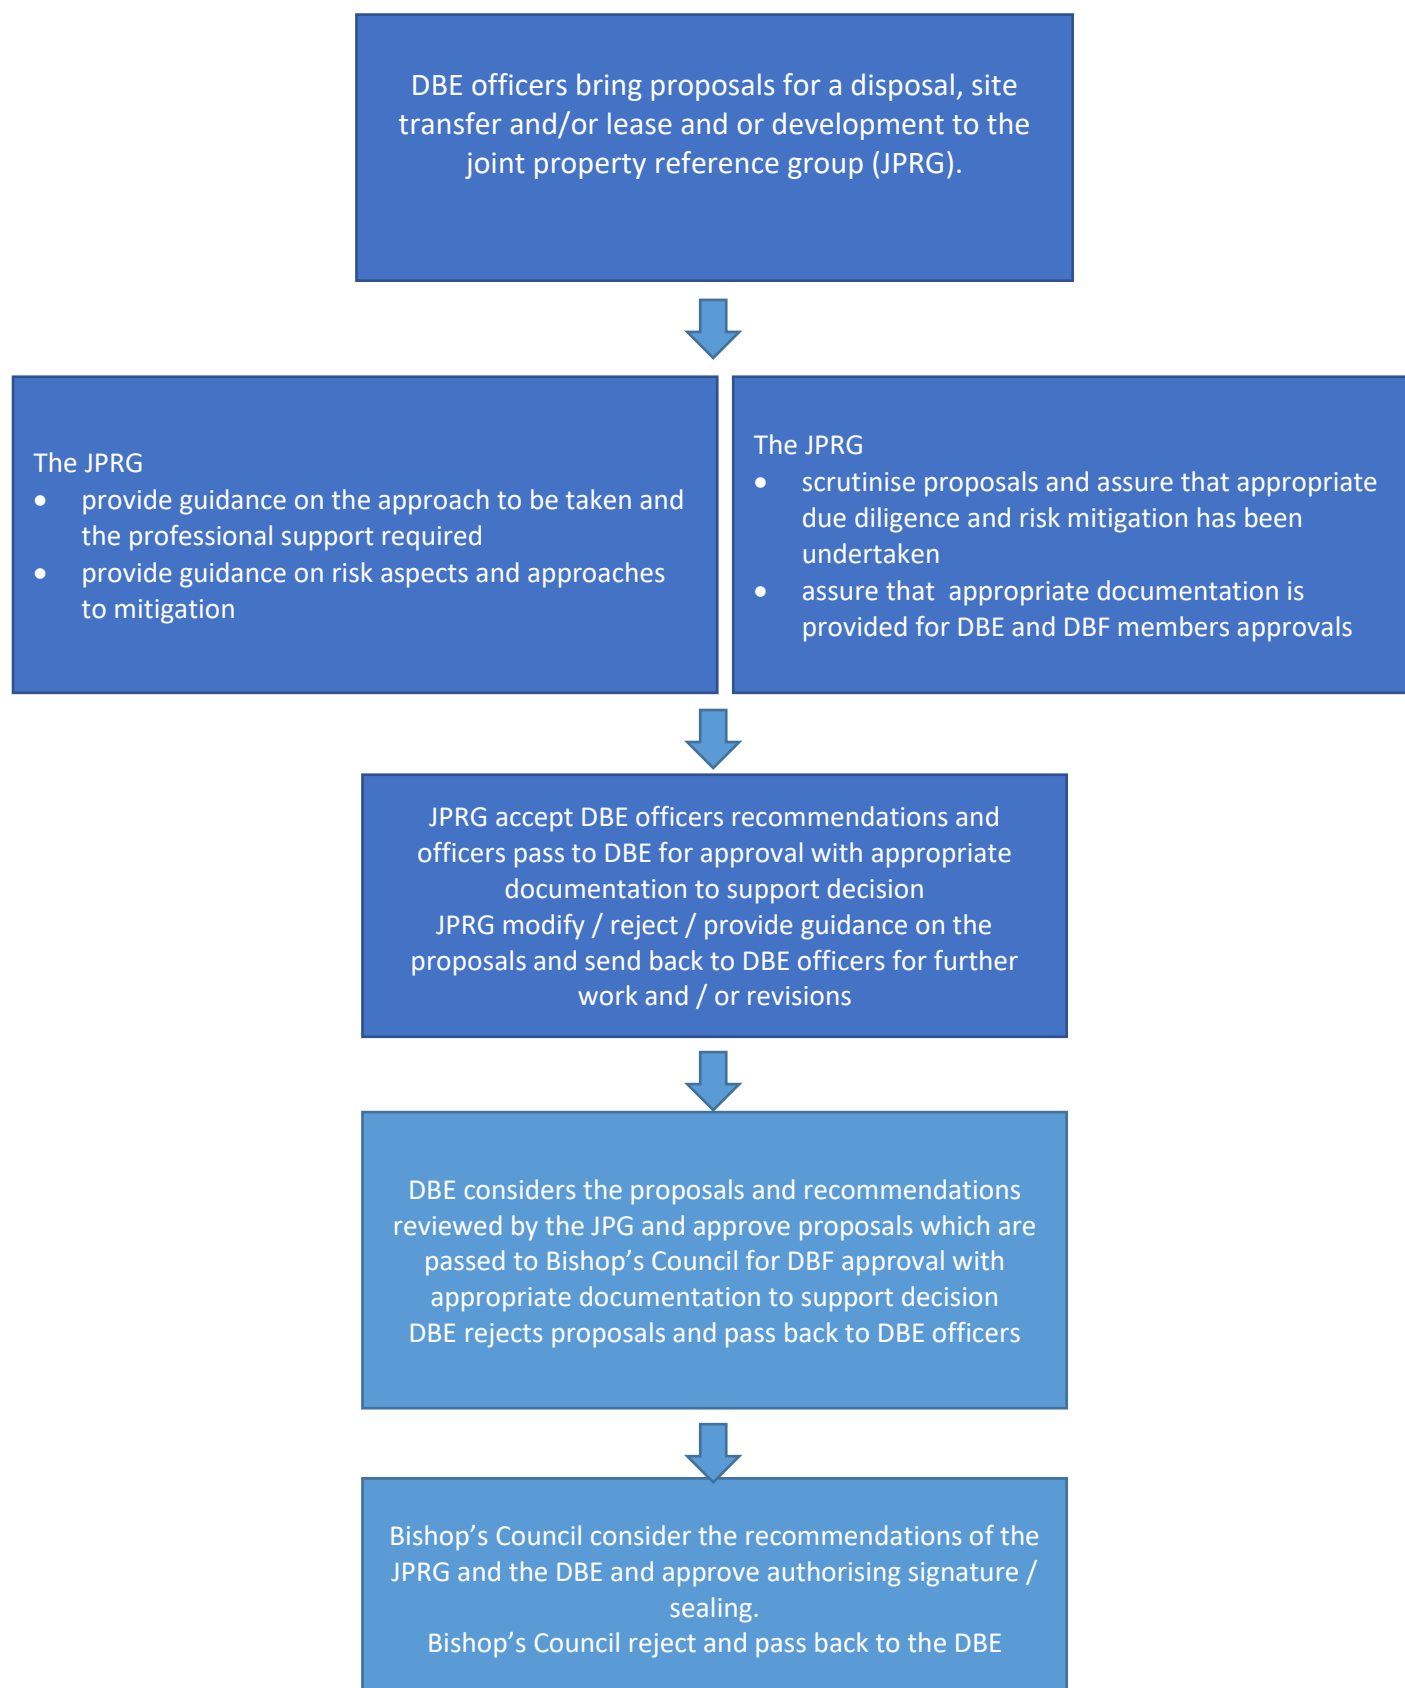 DBE officers bring proposals for a disposal, site
transfer and/or lease and or development to the
joint property reference group (JPRG).
The JPRG
• provide guidance on the approach to be taken and
the professional support required
• provide guidance on risk aspects and approaches
to mitigation
The JPRG
• scrutinise proposals and assure that appropriate
due diligence and risk mitigation has been
undertaken
• assure that  appropriate documentation is
provided for DBE and DBF members approvals
JPRG accept DBE officers recommendations and
officers pass to DBE for approval with appropriate
documentation to support decision
JPRG modify / reject / provide guidance on the
proposals and send back to DBE officers for further
work and / or revisions
DBE considers the proposals and recommendations
reviewed by the JPG and approve proposals which are
passed to Bishop’s Council for DBF approval with
appropriate documentation to support decision
DBE rejects proposals and pass back to DBE officers
Bishop’s Council consider the recommendations of the
JPRG and the DBE and approve authorising signature /
sealing.
Bishop’s Council reject and pass back to the DBE